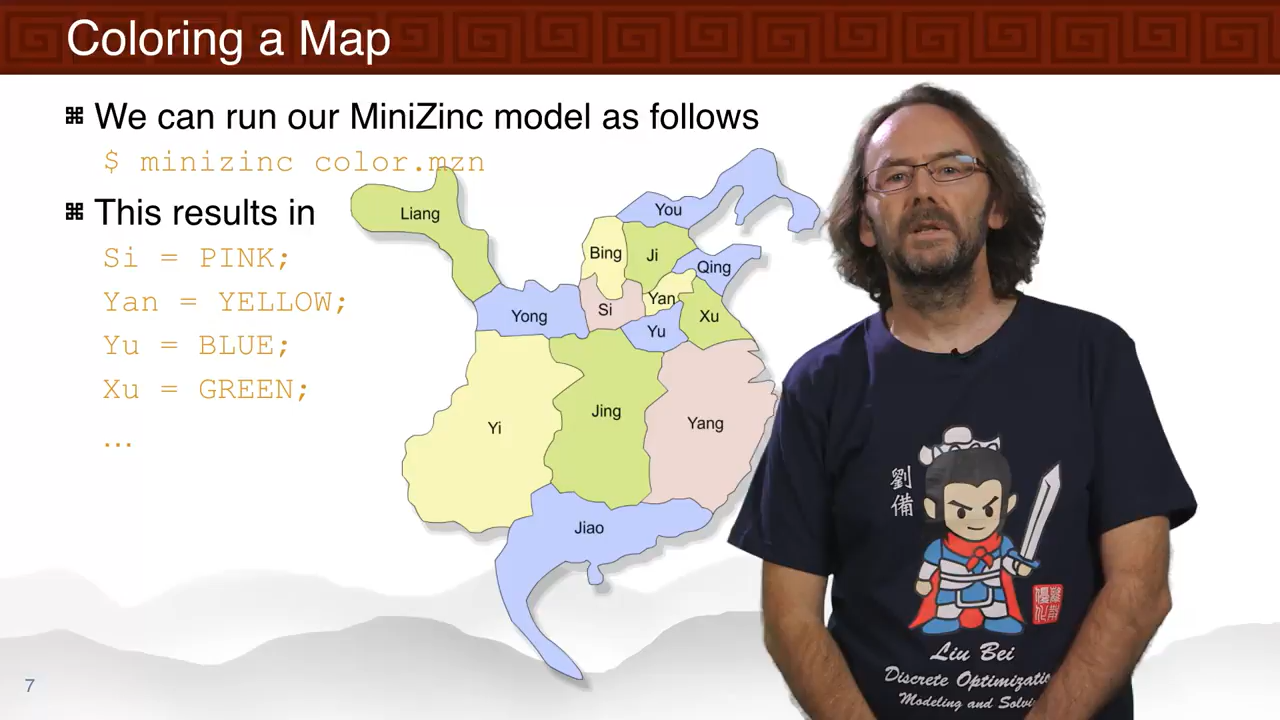 Coloring a Map
⌘ We can run our MiniZinc model as follows
$ minizinc color.mzn
⌘ This results in
Si = PINK;
Yan = YELLOW;
Yu = BLUE;
Xu = GREEN;
...
Liang
You
Bing
Ji
Qing
Yong
Si
Yan
Xu
Yu
Yi
Jing
Yang
Jiao
劉
備
Liu Bei
Discrete Optimizatio
Modeling and Solvi
7